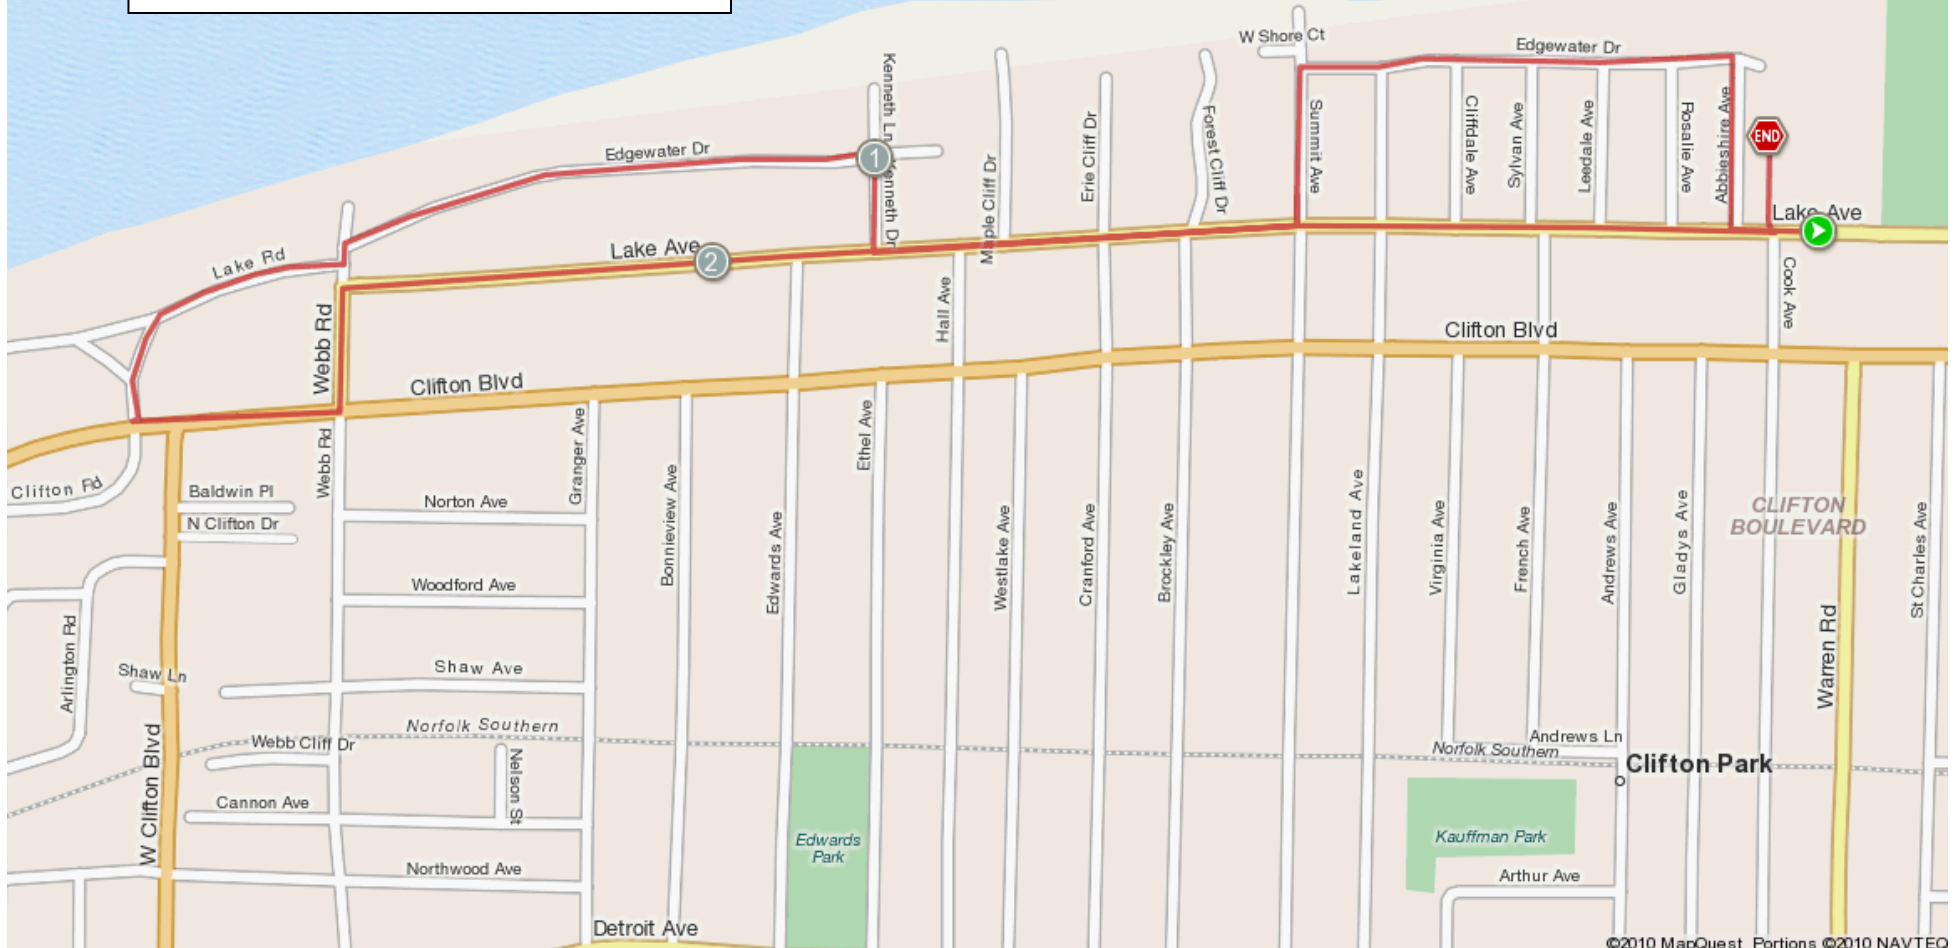 W Shore Ct
Edgewater Dr
Kenneth Ln
Kenneth Dr
Maple Cliff Dr
Erie Cliff Dr
Forest Cliff Dr
Summit Ave
Cliffdale Ave
Sylvan Ave
Leedale Ave
Rosalie Ave
Abbieshire Ave
END
Edgewater Dr
1
Lake Ave
Lake Rd
Lake Ave
2
Webb Rd
Hall Ave
Cook Ave
Clifton Blvd
Clifton Blvd
Granger Ave
Ethel Ave
Webb Rd
Clifton Rd
Baldwin Pl
N Clifton Dr
Norton Ave
Bonnieview Ave
Edwards Ave
Westlake Ave
Cranford Ave
Brockley Ave
Lakeland Ave
Virginia Ave
French Ave
Andrews Ave
Gladys Ave
CLIFTON
BOULEVARD
St Charles Ave
Woodford Ave
Arlington Rd
Shaw Ln
Shaw Ave
Warren Rd
Norfolk Southern
Webb Cliff Dr
Nelson St
W Clifton Blvd
Andrews Ln
Norfolk Southern
Clifton Park
Cannon Ave
Edwards
Park
Kauffman Park
Northwood Ave
Arthur Ave
Detroit Ave
©2010 MapQuest Portions ©2010 NAVTEQ